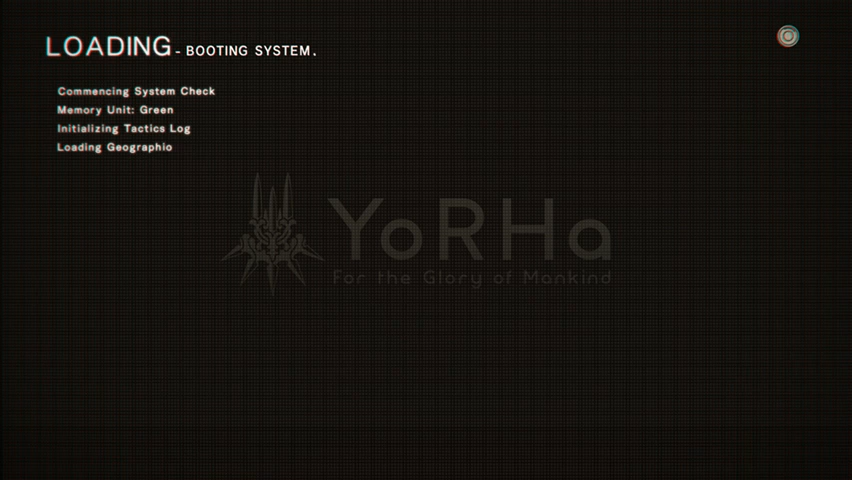 LOADING - BOOTING SYSTEM.
Commencing System Check
Memory Unit: Green
Initializing Tactics Log
Loading Geographio
YoRHa
For the Glory of Mankind